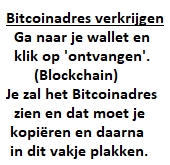 Bitcoinadres verkrijgen
Ga naar je wallet en
klik op 'ontvangen'.
(Blockchain)
Je zal het Bitcoinadres
zien en dat moet je
kopiëren en daarna
in dit vakje plakken.